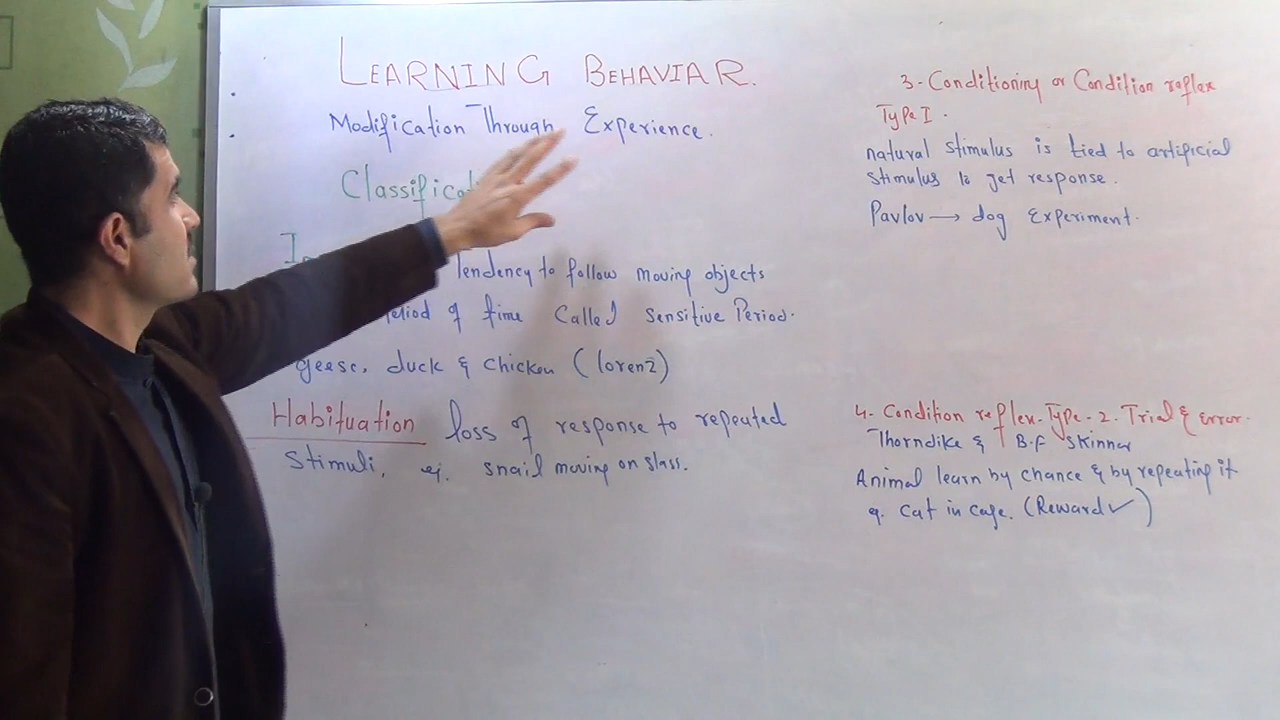 LEARNING BEHAVIAR.
Modification Through Experience.
Classificat
tendency to follow moving objects
of time Called Sensitive Period.
geese, duck & chicken (lorenz)
Habituation loss of response to repeated
Stimuli, eg. snail moving on glass.
3- Conditioning or Condition reflex
Type I.
natural stimulus is tied to artificial
stimulus to get response.
Pavlov → dog Experiment.
4- Condition reflex-Type-2. Trial & error.
Thorndike & B.F Skinnar
Animal learn by chance & by repeating it
eg. Cat in cage. (Reward ✓)